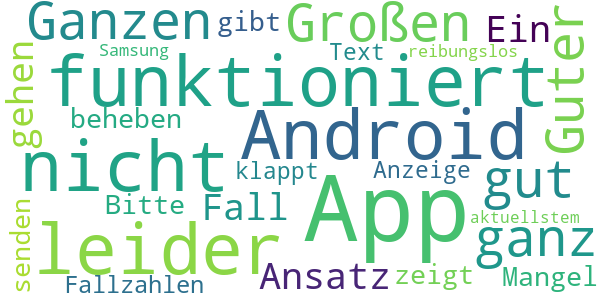 Ganzen gibt Großen Ein
Samsung Text reibungslos
gehen funktioniert Guter
beheben Android
nicht klappt Anzeige gut
Bitte Fall App aktuellstem
senden leider ganz
Fallzahlen Ansatz zeigt Mangel